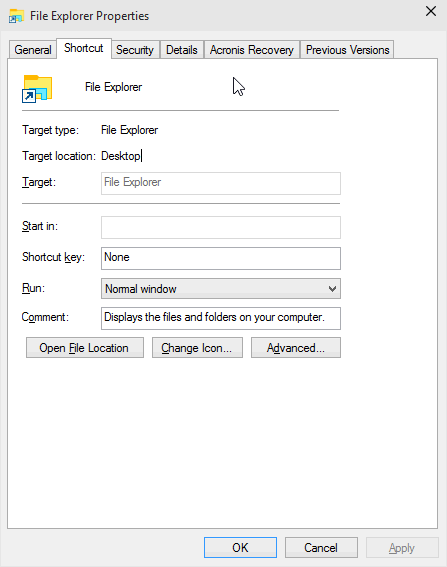 File Explorer Properties
General Shortcut Security Details Acronis Recovery Previous Versions
File Explorer
Target type: File Explorer
Target location: Desktop
Target: File Explorer
Start in:
Shortcut key: None
Run: Normal window
Comment: Displays the files and folders on your computer.
Open File Location Change Icon... Advanced...
OK Cancel Apply